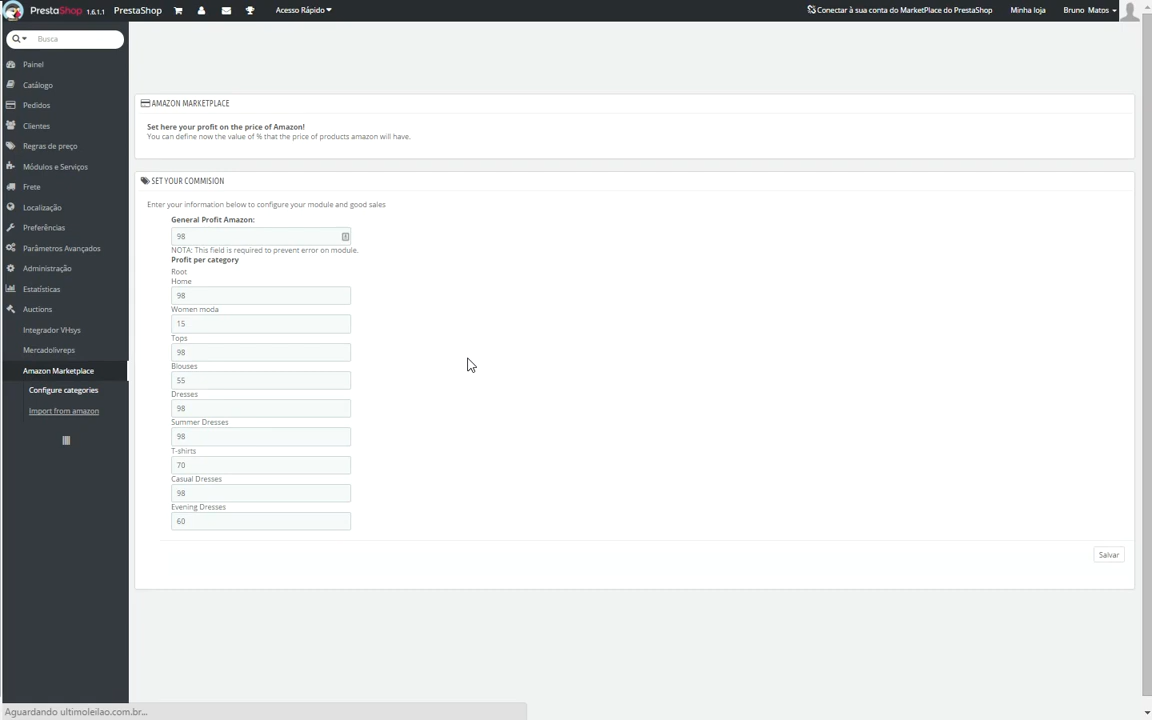 PrestaShop 1.6.1.1 PrestaShop Acesso Rápido Conectar à sua conta do MarketPlace do PrestaShop Minha loja Bruno Matos
Busca
Painel
Catálogo
Pedidos
Clientes
Regras de preço
Módulos e Serviços
Frete
Localização
Preferências
Parâmetros Avançados
Administração
Estatísticas
Auctions
Integrador VHsys
Mercadolivreps
Amazon Marketplace
Configure categories
Import from amazon
AMAZON MARKETPLACE
Set here your profit on the price of Amazon!
You can define now the value of % that the price of products amazon will have.
SET YOUR COMMISION
Enter your information below to configure your module and good sales
General Profit Amazon:
98
NOTA: This field is required to prevent error on module.
Profit per category
Root
Home
98
Women moda
15
Tops
98
Blouses
55
Dresses
98
Summer Dresses
98
T-shirts
70
Casual Dresses
98
Evening Dresses
60
Salvar
Aguardando ultimoleilao.com.br...